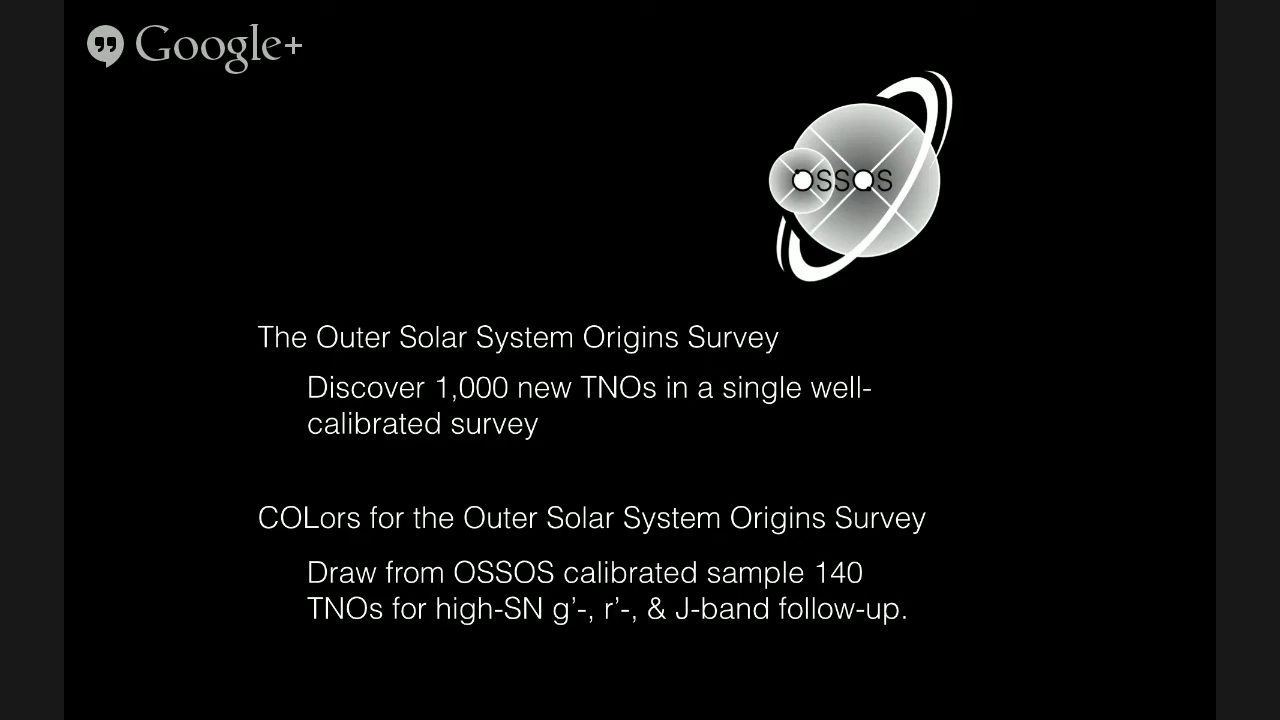 Google+
OSSOS
The Outer Solar System Origins Survey
Discover 1,000 new TNOs in a single well-
calibrated survey
COLors for the Outer Solar System Origins Survey
Draw from OSSOS calibrated sample 140
TNOs for high-SN g’-, r’-, & J-band follow-up.